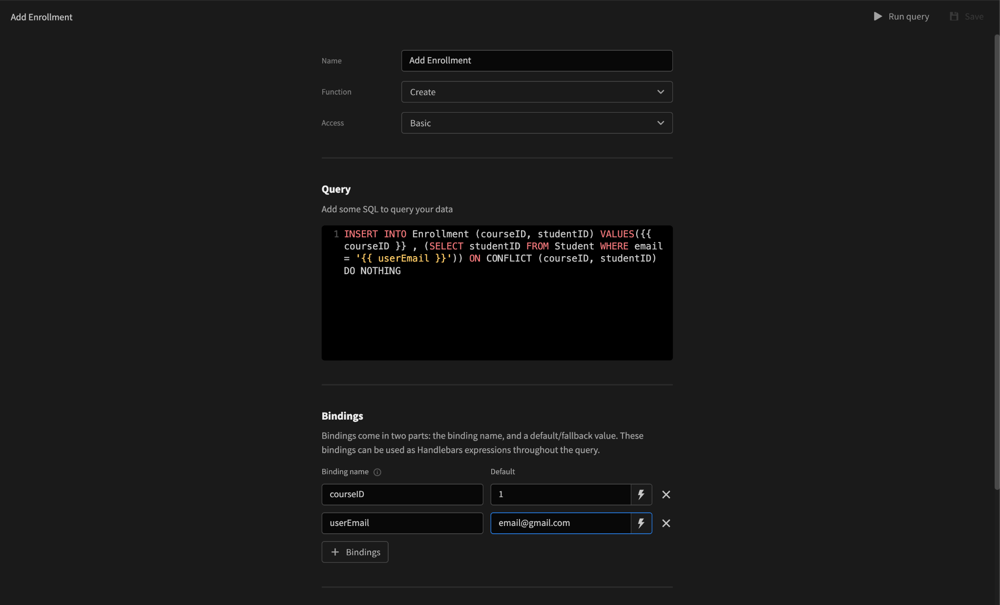 Add Enrollment
Run query
Save
Name
Add Enrollment
Function
Create
Access
Basic
Query
Add some SQL to query your data
1 INSERT INTO Enrollment (courseID, studentID) VALUES({{
courseID }} , (SELECT studentID FROM Student WHERE email
= '{{ userEmail }}')) ON CONFLICT (courseID, studentID)
DO NOTHING
Bindings
Bindings come in two parts: the binding name, and a default/fallback value. These
bindings can be used as Handlebars expressions throughout the query.
Binding name
Default
courseID
1
userEmail
email@gmail.com
Bindings